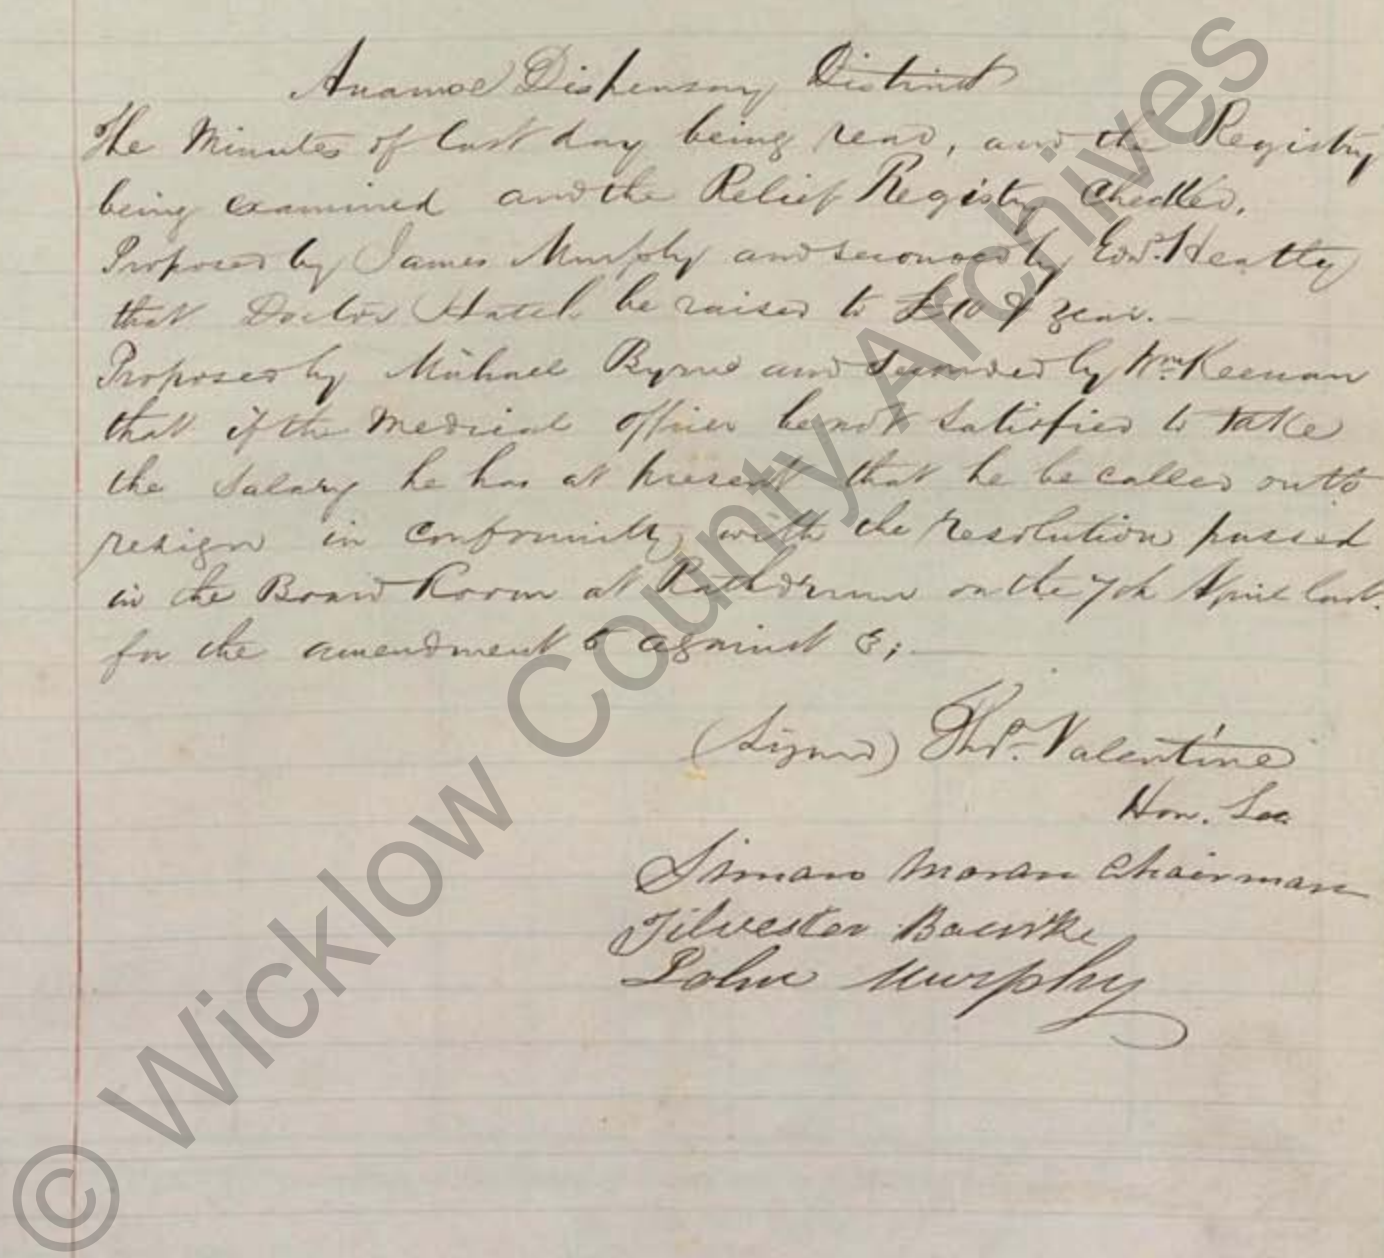 Anamoe Dispensary District
The Minutes of last day being read, and the Registry
being examined and the Relief Registry Checked.
Proposed by James Murphy and seconded by Edwd. Heatly
that Doctor Hatch be raised to £10 ⅌ year.
Proposed by Michael Byrne and Seconded by Wm. Keenan
that if the Medical officer be not satisfied to take
the Salary he has at present that he be called on to
resign in conformity with the resolution passed
in the Board Room at Rathdrum on the 7th April last.
for the amendment 6 against 3;
(Signed) Thos. Valentine
Hon. Sec
Siman Moran Chairman
Silvester Bourke
John Murphy
© Wicklow County Archives